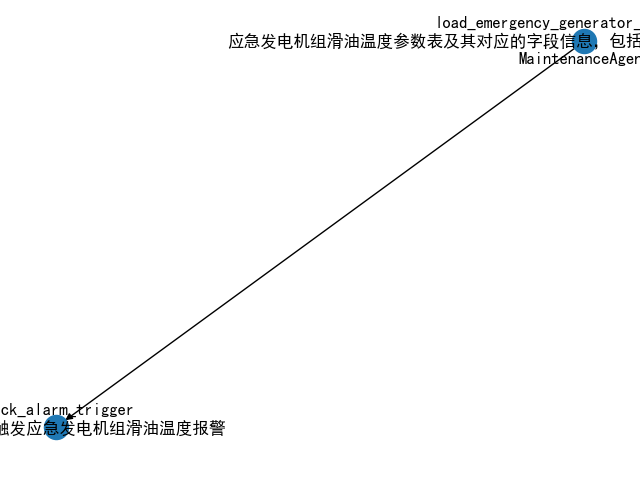 load_emergency_generator_
应急发电机组滑油温度参数表及其对应的字段信息，包括
MaintenanceAger
ck_alarm_trigger
触发应急发电机组滑油温度报警